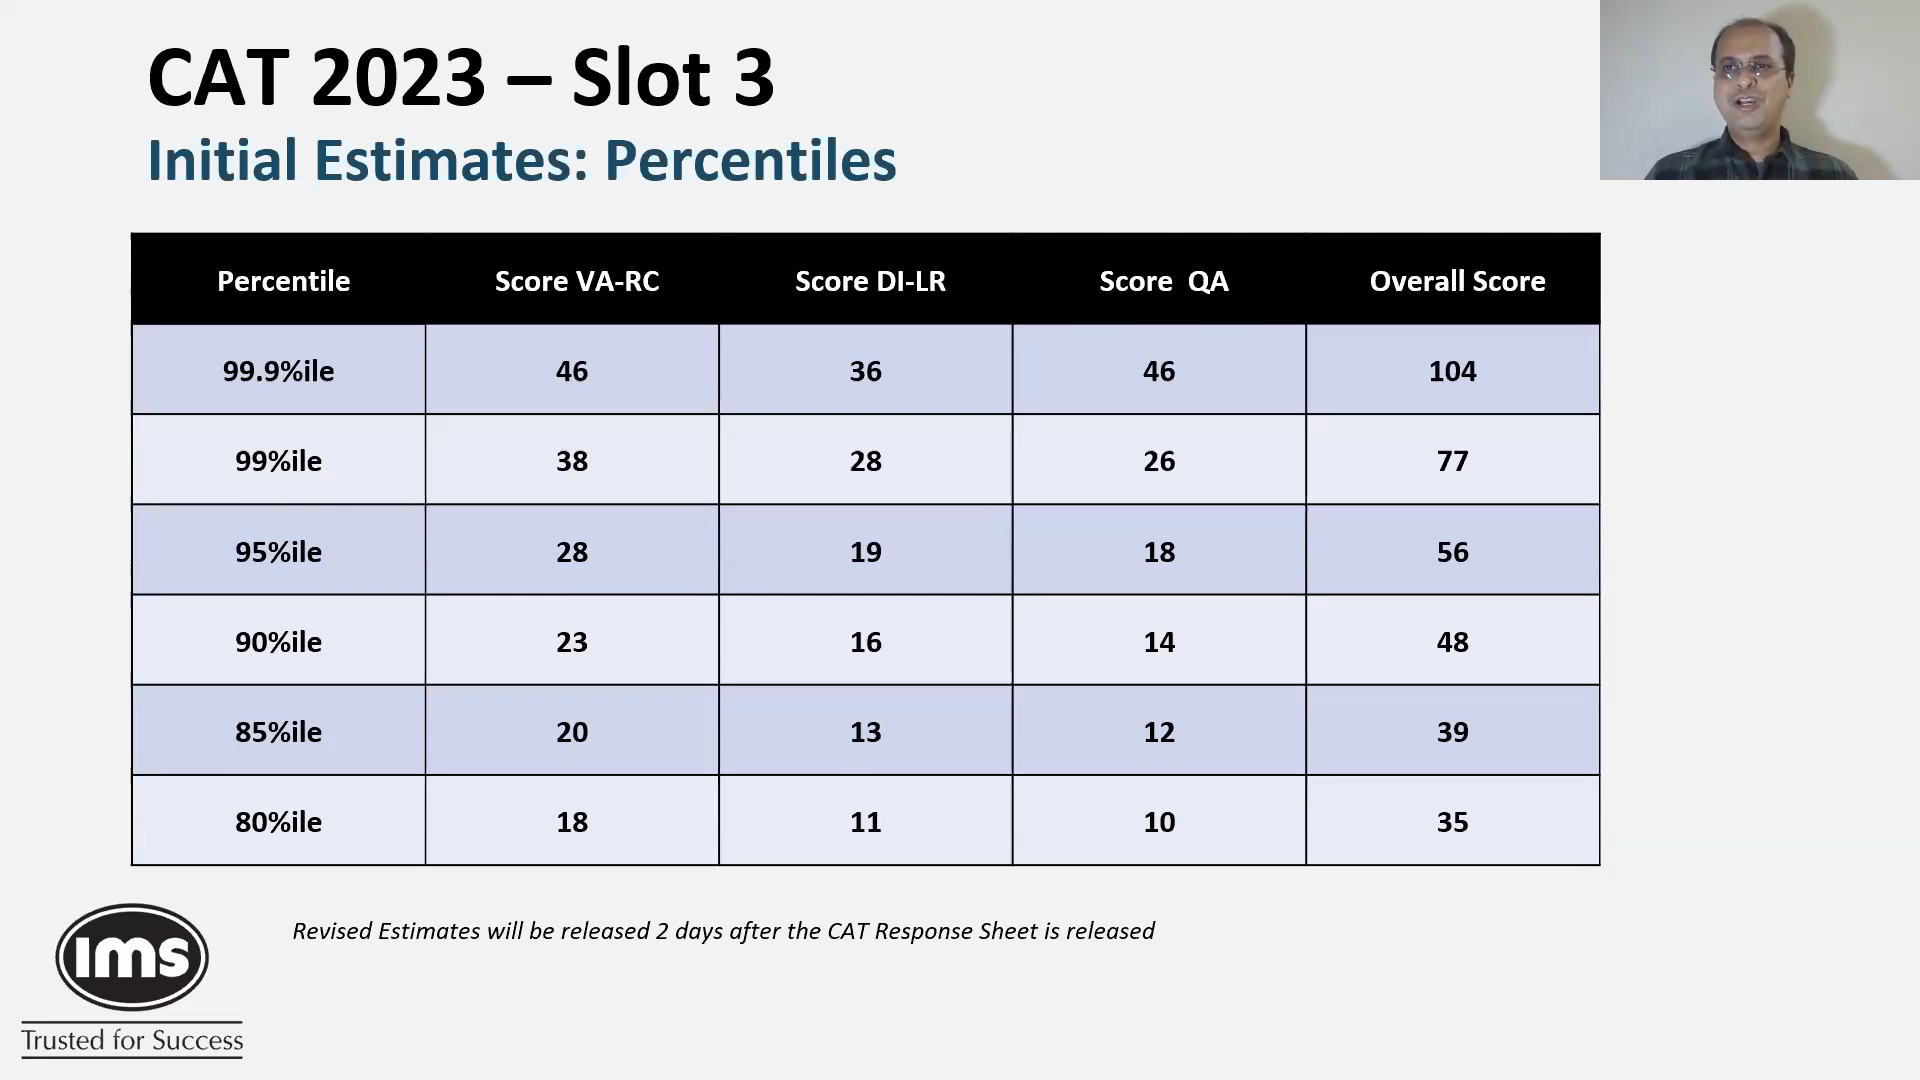 CAT 2023 – Slot 3
Initial Estimates: Percentiles
Percentile Score VA-RC Score DI-LR Score QA Overall Score
99.9%ile 46 36 46 104
99%ile 38 28 26 77
95%ile 28 19 18 56
90%ile 23 16 14 48
85%ile 20 13 12 39
80%ile 18 11 10 35
Revised Estimates will be released 2 days after the CAT Response Sheet is released
ims
Trusted for Success